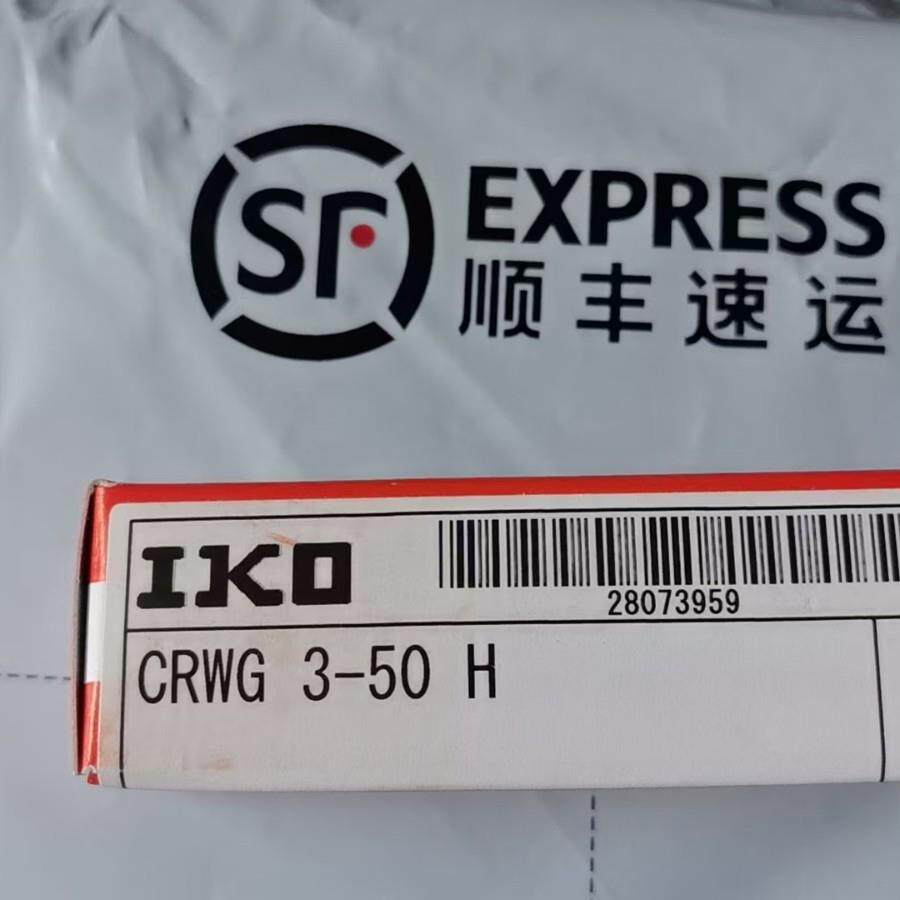 SF
EXPRESS
顺丰速运
IKO
28073959
CRWG 3-50 H